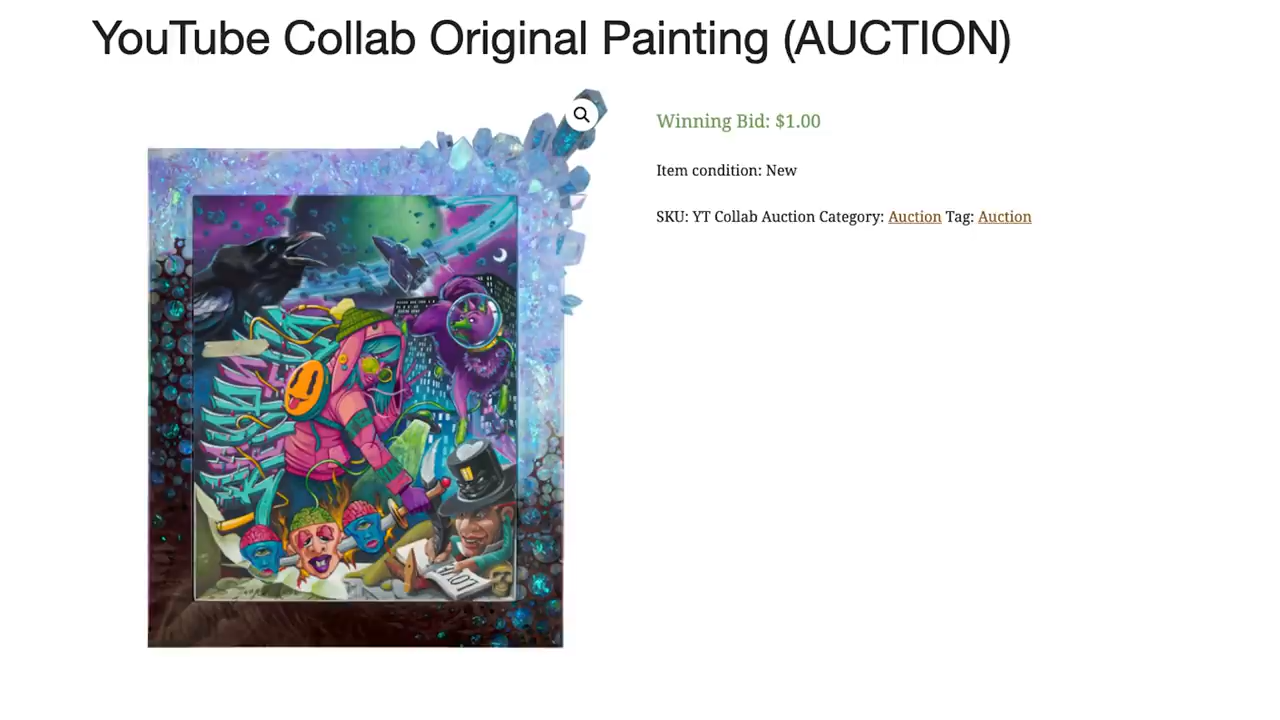 YouTube Collab Original Painting (AUCTION)
Winning Bid: $1.00
Item condition: New
SKU: YT Collab Auction Category: Auction Tag: Auction